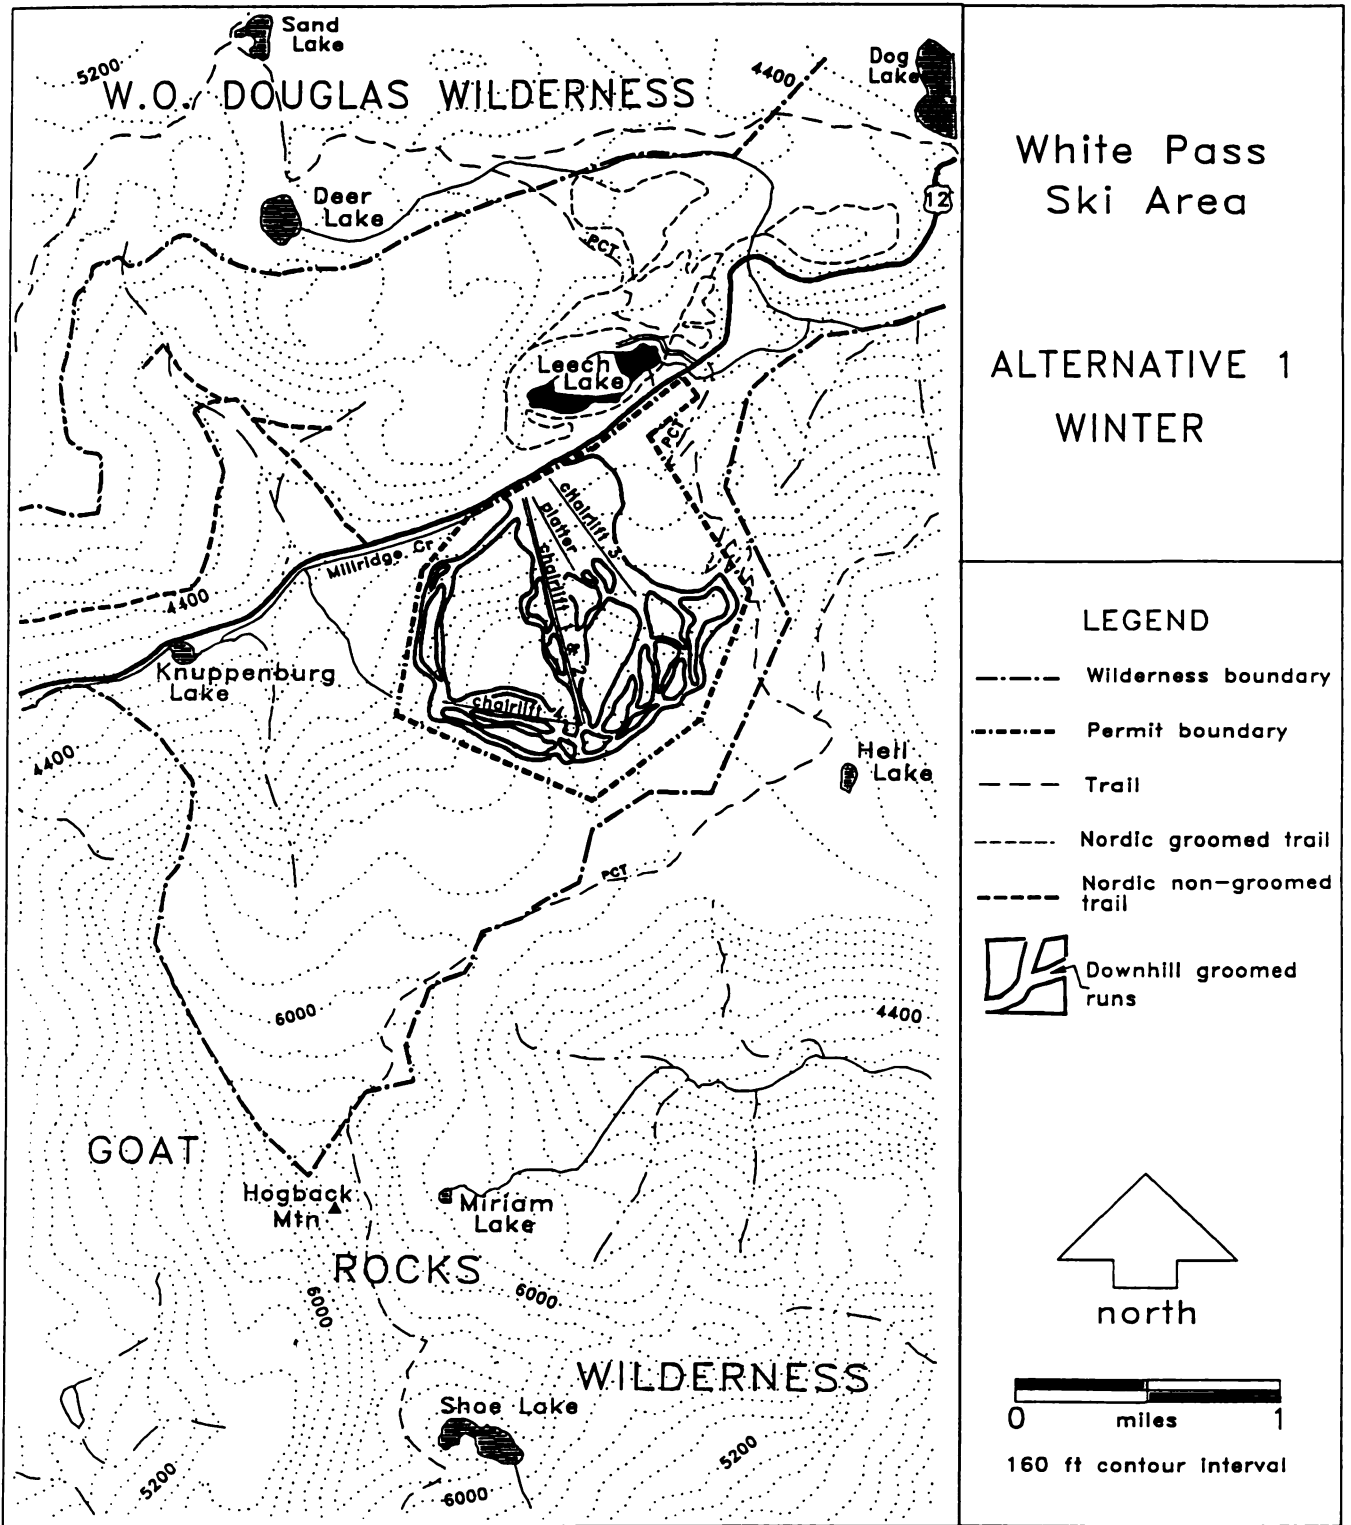 Sand
Lake
5200
W.O. DOUGLAS WILDERNESS
4400
Dog
Lake
12
Deer
Lake
PCT
Leech
Lake
PCT
chairlift 3
platter
chairlift 1 & 2
Millridge Cr
4400
Knuppenburg
Lake
chairlift 4
4400
Hell
Lake
PCT
6000
4400
GOAT
Hogback
Mtn
Miriam
Lake
ROCKS
6000
6000
WILDERNESS
Shoe Lake
5200
6000
5200
White Pass
Ski Area
ALTERNATIVE 1
WINTER
LEGEND
Wilderness boundary
Permit boundary
Trail
Nordic groomed trail
Nordic non-groomed
trail
Downhill groomed
runs
north
0 miles 1
160 ft contour interval